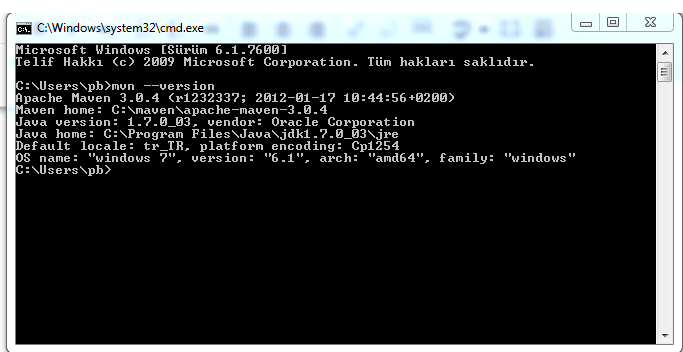 C:\Windows\system32\cmd.exe
Microsoft Windows [Sürüm 6.1.7600]
Telif Hakkı (c) 2009 Microsoft Corporation. Tüm hakları saklıdır.
C:\Users\pb>mvn --version
Apache Maven 3.0.4 (r1232337; 2012-01-17 10:44:56+0200)
Maven home: C:\maven\apache-maven-3.0.4
Java version: 1.7.0_03, vendor: Oracle Corporation
Java home: C:\Program Files\Java\jdk1.7.0_03\jre
Default locale: tr_TR, platform encoding: Cp1254
OS name: "windows 7", version: "6.1", arch: "amd64", family: "windows"
C:\Users\pb>